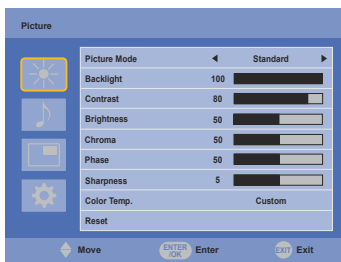 Picture
Picture Mode Standard
Backlight 100
Contrast 80
Brightness 50
Chroma 50
Phase 50
Sharpness 5
Color Temp. Custom
Reset
Move ENTER /OK Enter EXIT Exit